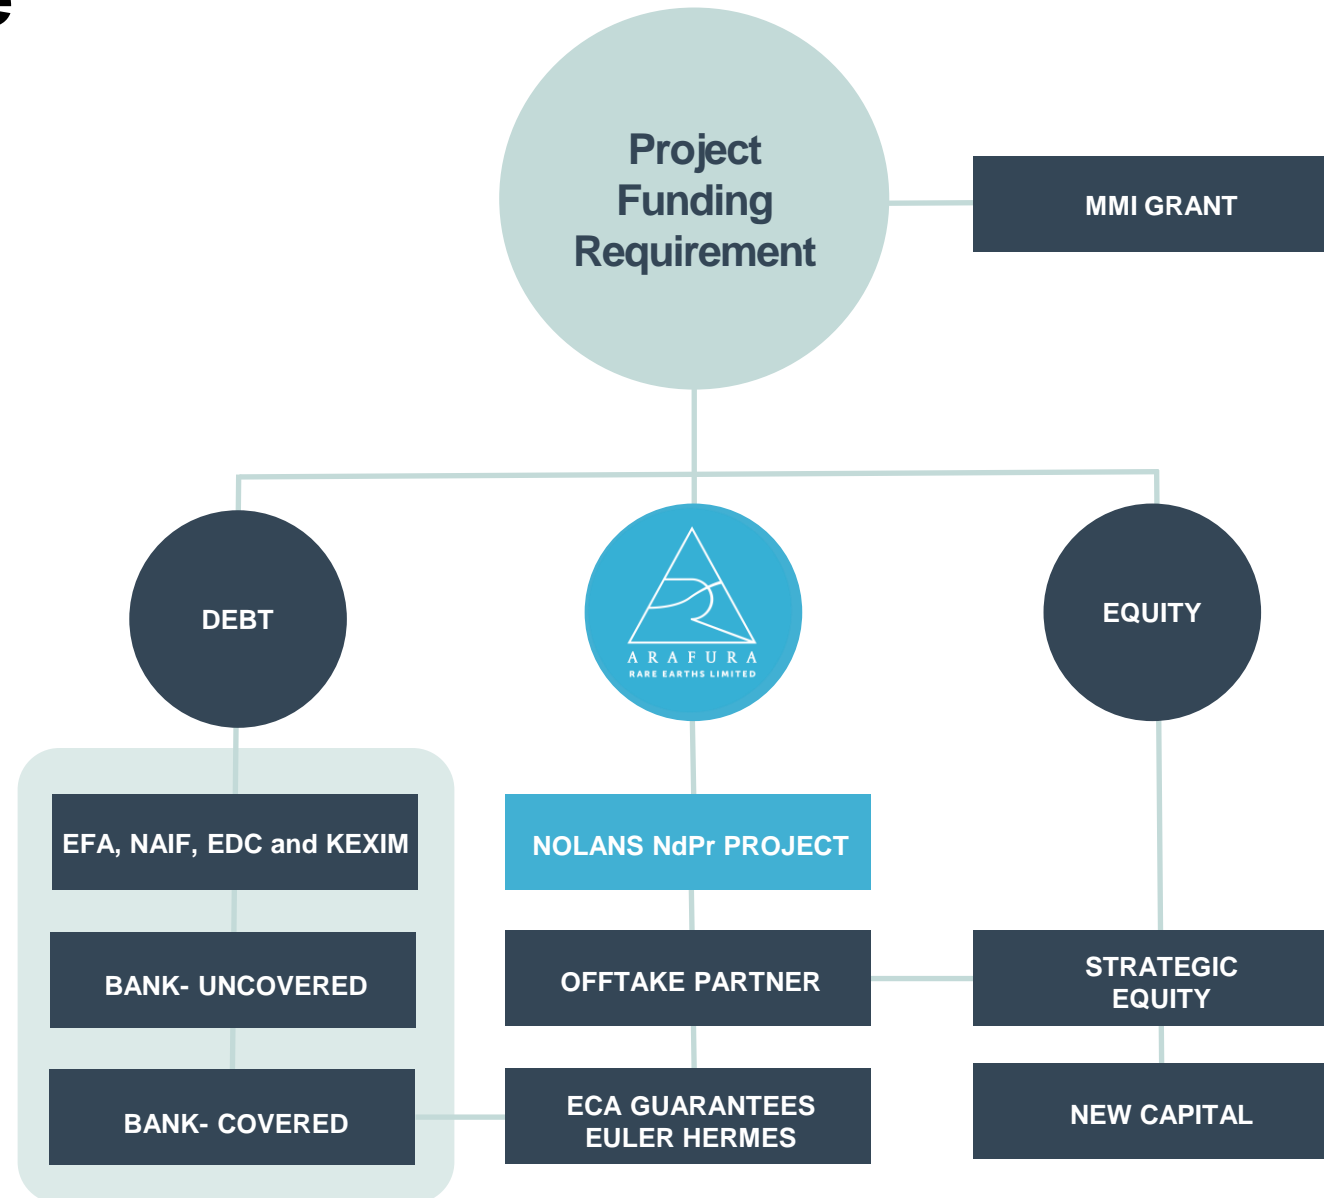 Project
Funding
Requirement
MMI GRANT
DEBT
ARAFURA
RARE EARTHS LIMITED
EQUITY
EFA, NAIF, EDC and KEXIM
NOLANS NdPr PROJECT
BANK- UNCOVERED
OFFTAKE PARTNER
STRATEGIC
EQUITY
BANK- COVERED
ECA GUARANTEES
EULER HERMES
NEW CAPITAL